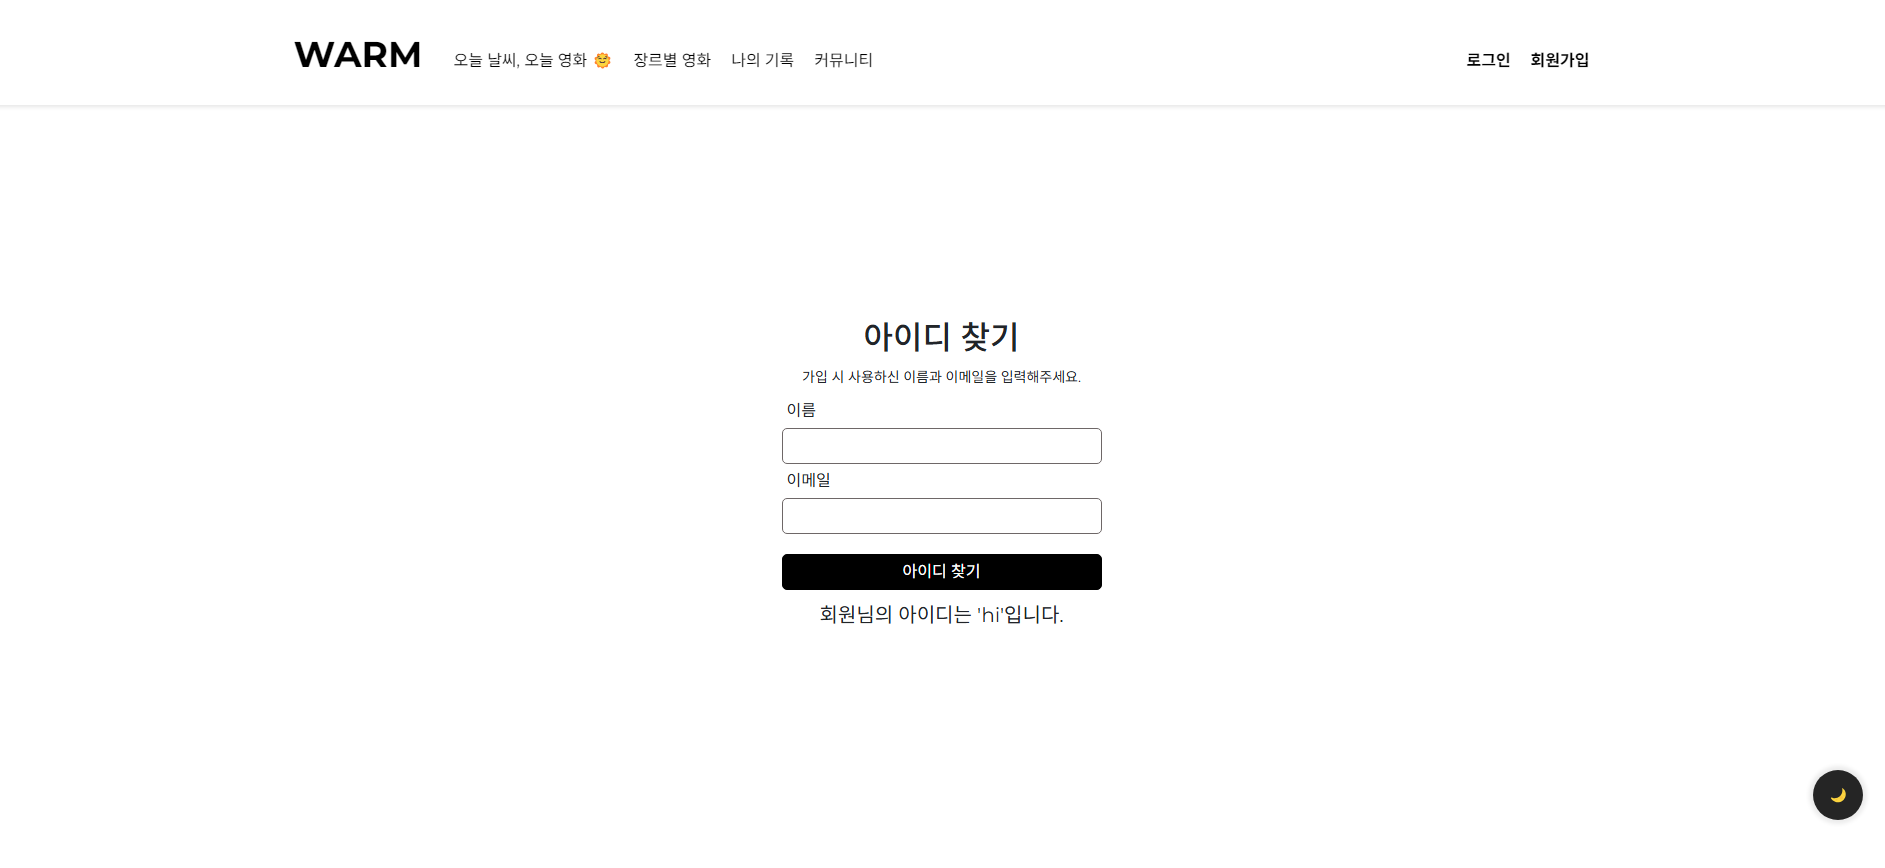 WARM 오늘 날씨, 오늘 영화 🌞 장르별 영화 나의 기록 커뮤니티 로그인 회원가입
아이디 찾기
가입 시 사용하신 이름과 이메일을 입력해주세요.
이름
이메일
아이디 찾기
회원님의 아이디는 'hi'입니다.